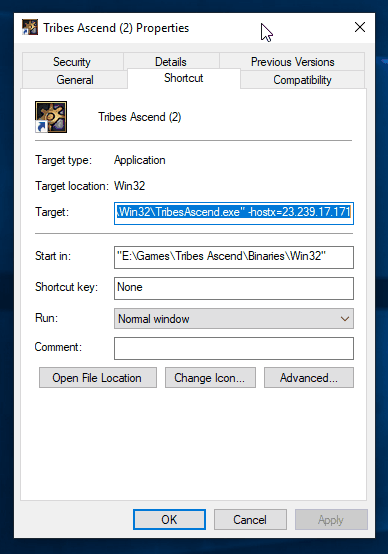 Tribes Ascend (2) Properties
Security Details Previous Versions
General Shortcut Compatibility
Tribes Ascend (2)
Target type: Application
Target location: Win32
Target: \Win32\TribesAscend.exe" -hostx=23.239.17.171
Start in: "E:\Games\Tribes Ascend\Binaries\Win32"
Shortcut key: None
Run: Normal window
Comment:
Open File Location Change Icon... Advanced...
OK Cancel Apply